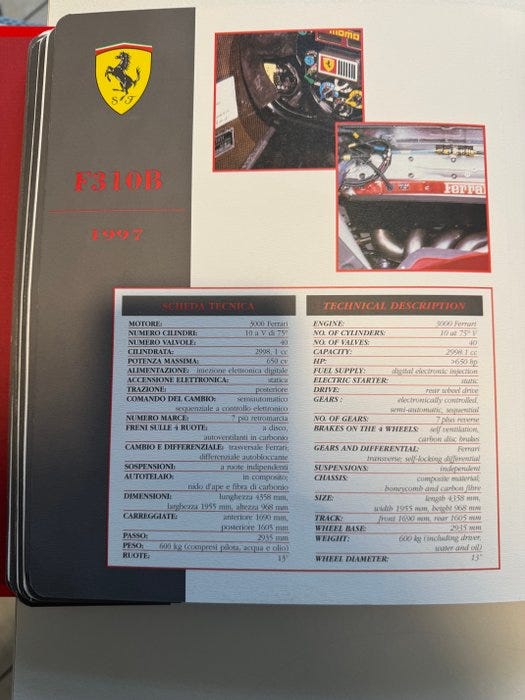 S F
F310B
1997
momo
Ferrari
SCHEDA TECNICA
MOTORE: 3000 Ferrari
NUMERO CILINDRI: 10 a V di 75°
NUMERO VALVOLE: 40
CILINDRATA: 2998, 1 cc
POTENZA MASSIMA: 650 cv
ALIMENTAZIONE: iniezione elettronica digitale
ACCENSIONE ELETTRONICA: statica
TRAZIONE: posteriore
COMANDO DEL CAMBIO: semiautomatico
sequenziale a controllo elettronico
NUMERO MARCE: 7 più retromarcia
FRENI SULLE 4 RUOTE: a disco,
autoventilanti in carbonio
CAMBIO E DIFFERENZIALE: trasversale Ferrari;
differenziale autobloccante
SOSPENSIONI: a ruote indipendenti
AUTOTELAIO: in composito;
nido d'ape e fibra di carbonio
DIMENSIONI: lunghezza 4358 mm,
larghezza 1955 mm, altezza 968 mm
CARREGGIATE: anteriore 1690 mm,
posteriore 1605 mm
PASSO: 2935 mm
PESO: 600 kg (compresi pilota, acqua e olio)
RUOTE: 13"
TECHNICAL DESCRIPTION
ENGINE: 3000 Ferrari
NO. OF CYLINDERS: 10 at 75° V
NO. OF VALVES: 40
CAPACITY: 2998.1 cc
HP: >650 hp
FUEL SUPPLY: digital electronic injection
ELECTRIC STARTER: static
DRIVE: rear wheel drive
GEARS : electronically controlled,
semi-automatic, sequential
NO. OF GEARS: 7 plus reverse
BRAKES ON THE 4 WHEELS: self ventilation,
carbon disc brakes
GEARS AND DIFFERENTIAL: Ferrari
transverse; self-locking differential
SUSPENSIONS: independent
CHASSIS: composite material,
honeycomb and carbon fibre
SIZE: length 4358 mm,
width 1955 mm, height 968 mm
TRACK: front 1690 mm, rear 1605 mm
WHEEL BASE: 2935 mm
WEIGHT: 600 kg (including driver,
water and oil)
WHEEL DIAMETER: 13"